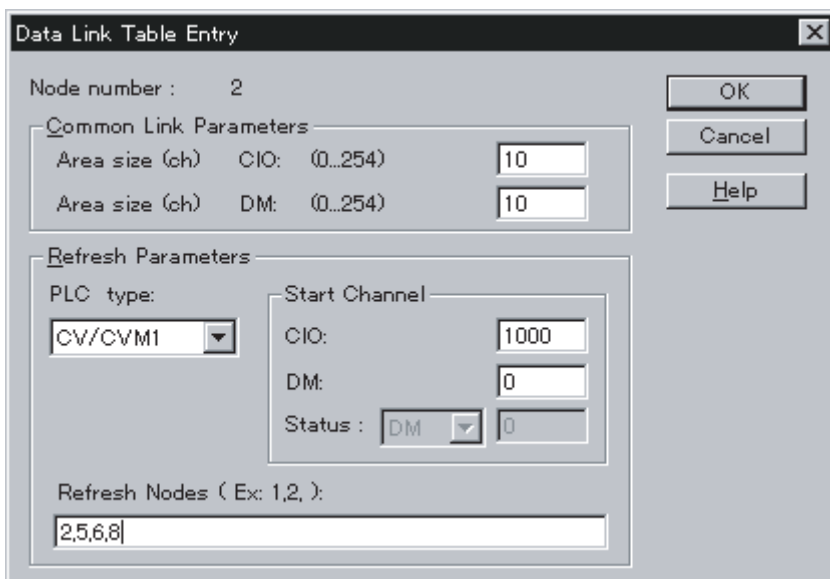 Data Link Table Entry
Node number : 2
OK
Common Link Parameters
Cancel
Area size (ch) CIO: (0...254) 10
Area size (ch) DM: (0...254) 10
Help
Refresh Parameters
PLC type:
Start Channel
CV/CVM1
CIO: 1000
DM: 0
Status : DM 0
Refresh Nodes ( Ex: 1,2, ):
2,5,6,8